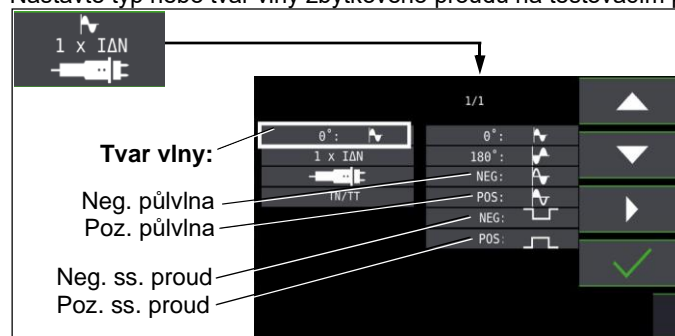 Nastavte typ nebo tvar vlny zbytkového proudu na testovacím p
1 x IΔN
1/1
Tvar vlny:
0°:
1 x IΔN
TN/TT
0°:
180°:
NEG:
POS:
NEG:
POS:
Neg. půlvlna
Poz. půlvlna
Neg. ss. proud
Poz. ss. proud